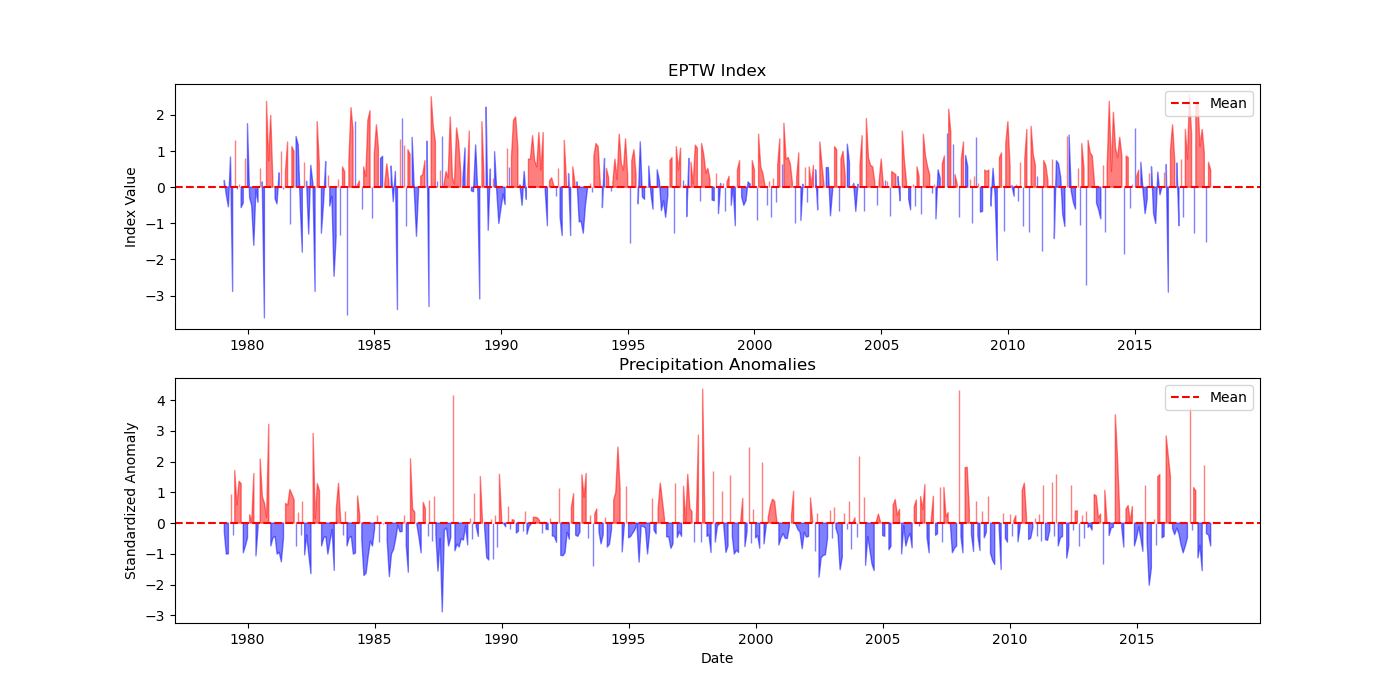 EPTW Index
Mean
Index Value
2
1
0
−1
−2
−3
1980 1985 1990 1995 2000 2005 2010 2015
Precipitation Anomalies
Mean
Standardized Anomaly
4
3
2
1
0
−1
−2
−3
1980 1985 1990 1995 2000 2005 2010 2015
Date